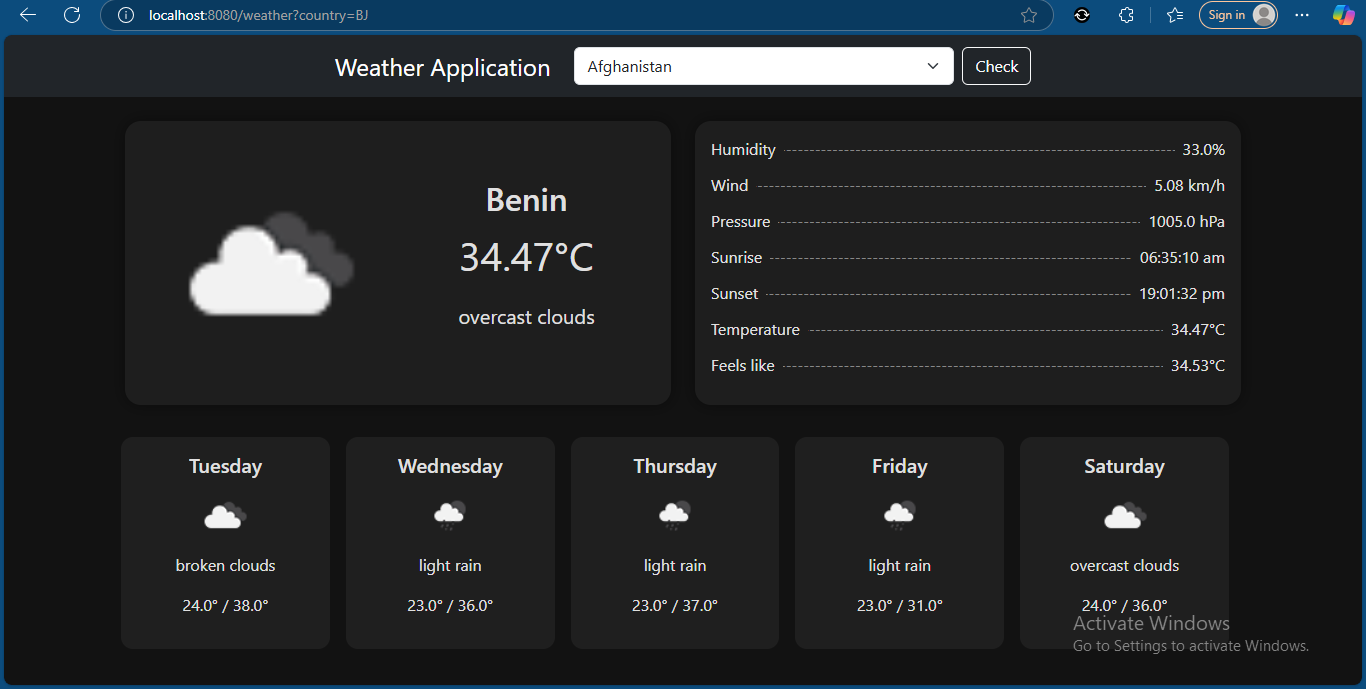 localhost:8080/weather?country=BJ
Sign in
Weather Application
Afghanistan
Check
Benin
34.47°C
overcast clouds
Humidity 33.0%
Wind 5.08 km/h
Pressure 1005.0 hPa
Sunrise 06:35:10 am
Sunset 19:01:32 pm
Temperature 34.47°C
Feels like 34.53°C
Tuesday
broken clouds
24.0° / 38.0°
Wednesday
light rain
23.0° / 36.0°
Thursday
light rain
23.0° / 37.0°
Friday
light rain
23.0° / 31.0°
Saturday
overcast clouds
24.0° / 36.0°
Activate Windows
Go to Settings to activate Windows.